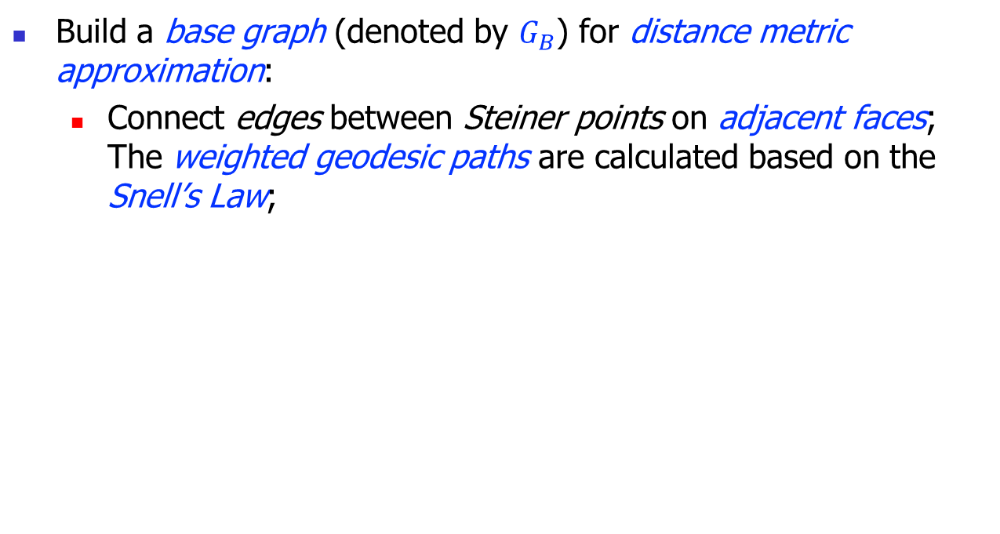 Build a base graph (denoted by G_B) for distance metric
approximation:
Connect edges between Steiner points on adjacent faces;
The weighted geodesic paths are calculated based on the
Snell’s Law;